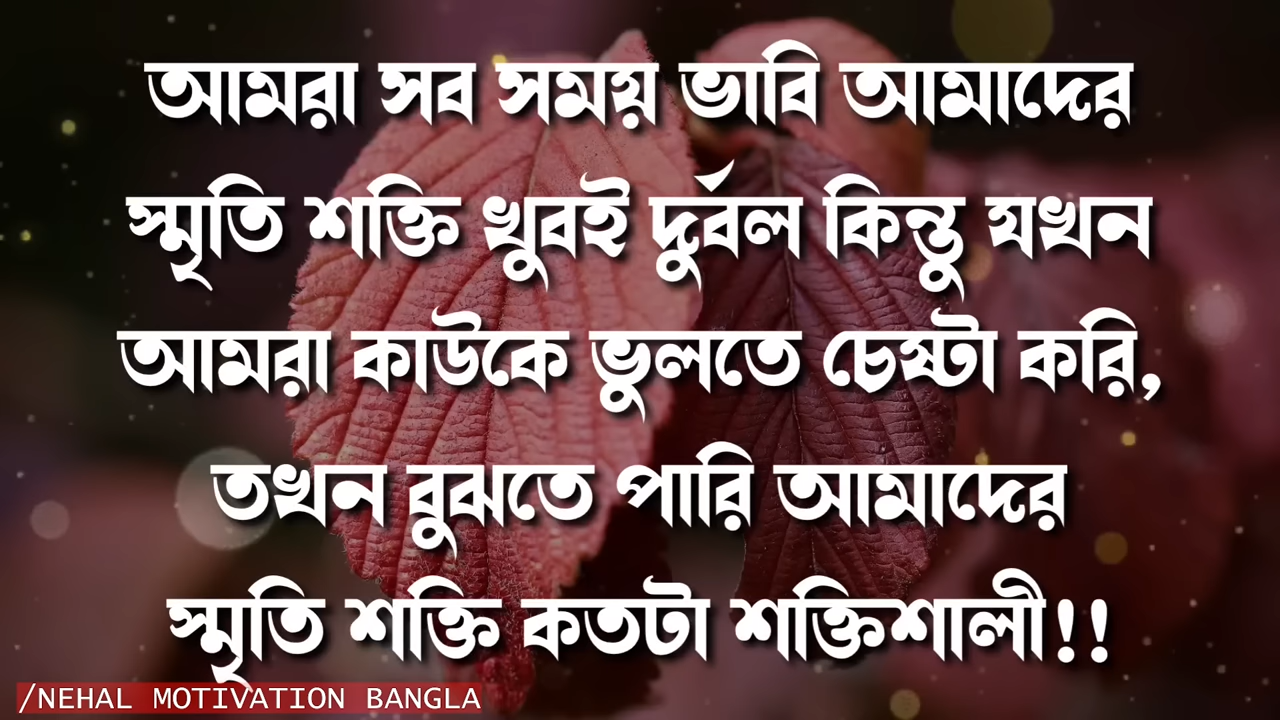 আমরা সব সময় ভাবি আমাদের
স্মৃতি শক্তি খুবই দুর্বল কিন্তু যখন
আমরা কাউকে ভুলতে চেষ্টা করি,
তখন বুঝতে পারি আমাদের
স্মৃতি শক্তি কতটা শক্তিশালী!!
/NEHAL MOTIVATION BANGLA